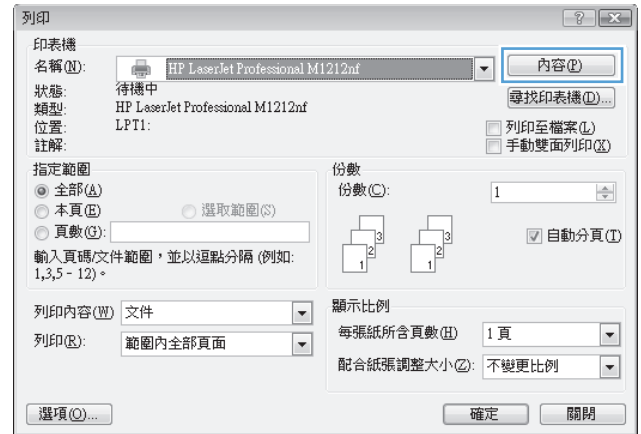 列印
印表機
名稱(N): HP LaserJet Professional M1212nf 內容(P)
狀態: 待機中
類型: HP LaserJet Professional M1212nf 尋找印表機(D)...
位置: LPT1: 列印至檔案(L)
註解: 手動雙面列印(X)
指定範圍
全部(A)
本頁(E) 選取範圍(S)
頁數(G):
輸入頁碼/文件範圍，並以逗點分隔 (例如:
1,3,5 - 12)。
份數
份數(C): 1
3 3
2 2
1 1
自動分頁(T)
列印內容(W) 文件
列印(R): 範圍內全部頁面
顯示比例
每張紙所含頁數(H) 1 頁
配合紙張調整大小(Z): 不變更比例
選項(O)... 確定 關閉